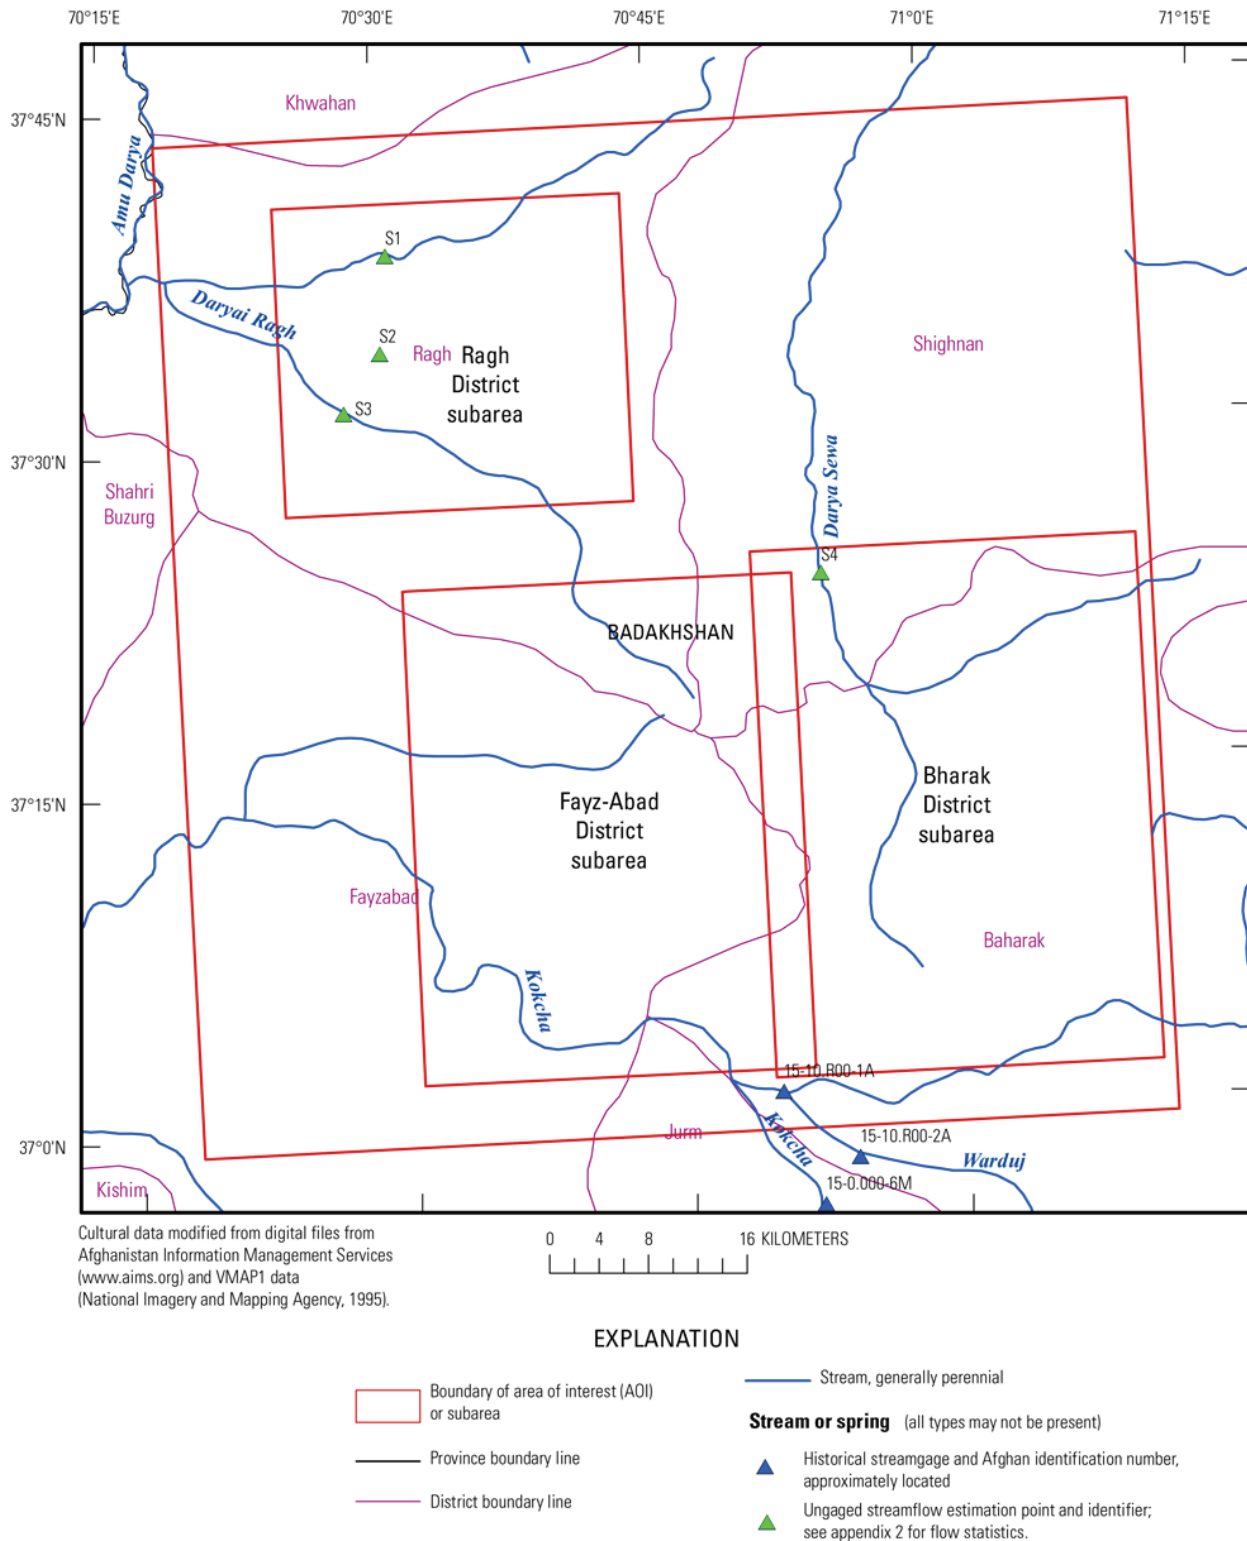 70°15'E 70°30'E 70°45'E 71°0'E 71°15'E
Khwahan
37°45'N
Amu Darya
S1
Daryai Ragh
S2
Ragh
Ragh
District
subarea
Shighnan
S3
37°30'N
Darya Sewa
Shahri
Buzurg
S4
BADAKHSHAN
37°15'N
Fayz-Abad
District
subarea
Bharak
District
subarea
Fayzabad
Baharak
Kokcha
15-10.R00-1A
Jurm
Kokcha
15-10.R00-2A
37°0'N
Warduj
Kishim
15-0.000-6M
Cultural data modified from digital files from
Afghanistan Information Management Services
(www.aims.org) and VMAP1 data
(National Imagery and Mapping Agency, 1995).
0 4 8 16 KILOMETERS
EXPLANATION
Boundary of area of interest (AOI)
or subarea
Province boundary line
District boundary line
Stream, generally perennial
Stream or spring (all types may not be present)
Historical streamgage and Afghan identification number,
approximately located
Ungaged streamflow estimation point and identifier;
see appendix 2 for flow statistics.